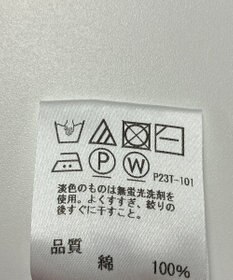 P W P23T-101
淡色のものは無蛍光洗剤を
使用。よくすすぎ、絞りの
後すぐに干すこと。
品質
綿 100%